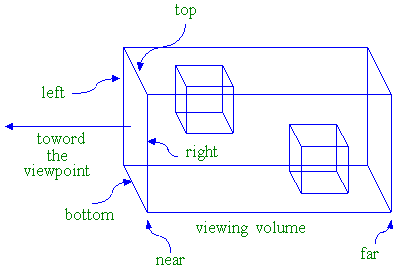 top
left
toword
the
viewpoint
right
bottom
viewing volume
near
far